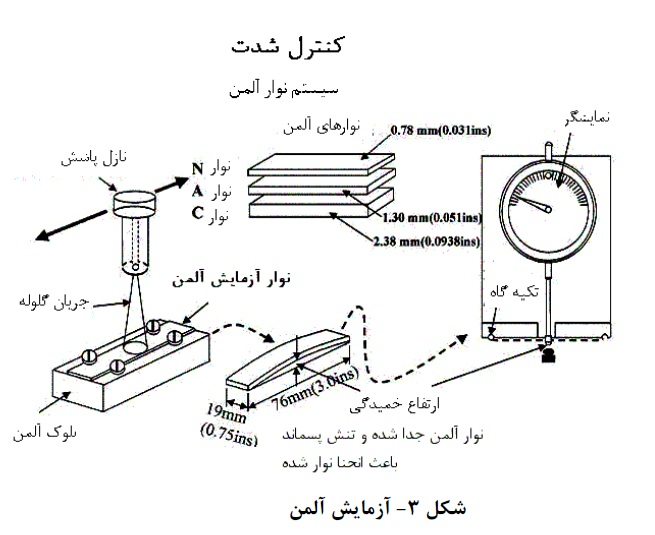 کنترل شدت
سیستم نوار آلمن
نوارهای آلمن
0.78 mm(0.031ins)
نمایشگر
نازل پاشش
نوار N
نوار A
نوار C
1.30 mm(0.051ins)
2.38 mm(0.0938ins)
نوار آزمایش آلمن
جریان گلوله
تکیه گاه
بلوک آلمن
19mm
(0.75ins)
76mm(3.0ins)
ارتفاع خمیدگی
نوار آلمن جدا شده و تنش پسماند
باعث انحنا نوار شده
شکل ۳- آزمایش آلمن